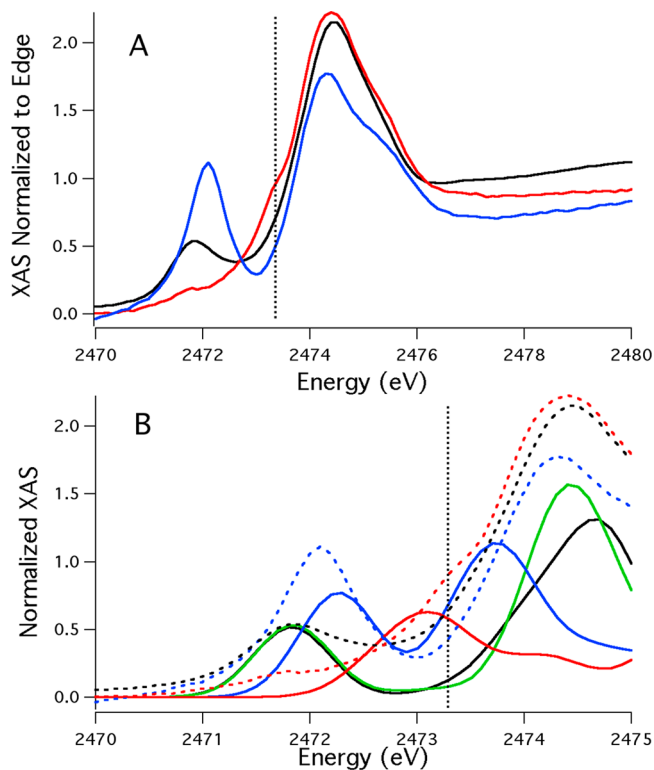 A
XAS Normalized to Edge
2.0
1.5
1.0
0.5
0.0
2470 2472 2474 2476 2478 2480
Energy (eV)
B
Normalized XAS
2.0
1.5
1.0
0.5
0.0
2470 2471 2472 2473 2474 2475
Energy (eV)